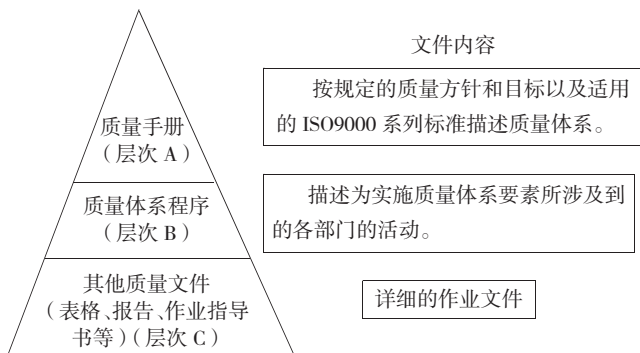 文件内容
质量手册
（层次 A）
按规定的质量方针和目标以及适用
的 ISO9000 系列标准描述质量体系。
质量体系程序
（层次 B）
描述为实施质量体系要素所涉及到
的各部门的活动。
其他质量文件
（表格、报告、作业指导
书等）（层次 C）
详细的作业文件